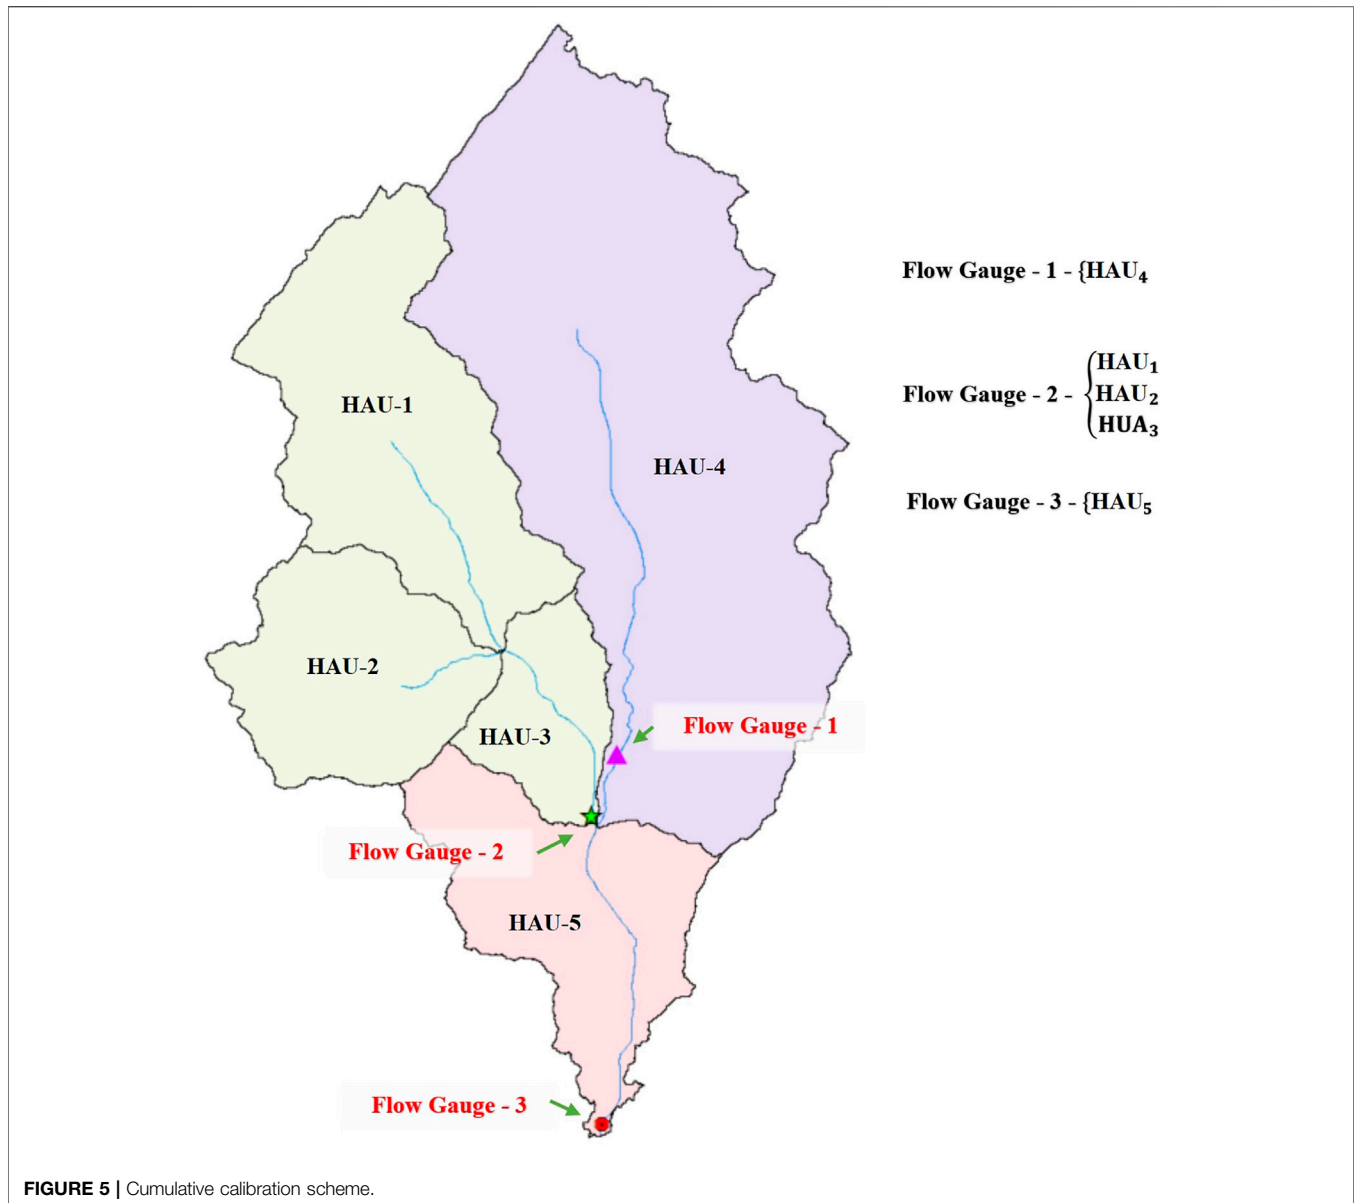 HAU-1
HAU-4
HAU-2
HAU-3
HAU-5
Flow Gauge - 1
Flow Gauge - 2
Flow Gauge - 3
Flow Gauge - 1 - {HAU₄
Flow Gauge - 2 - {HAU₁
HAU₂
HUA₃
Flow Gauge - 3 - {HAU₅
FIGURE 5 | Cumulative calibration scheme.